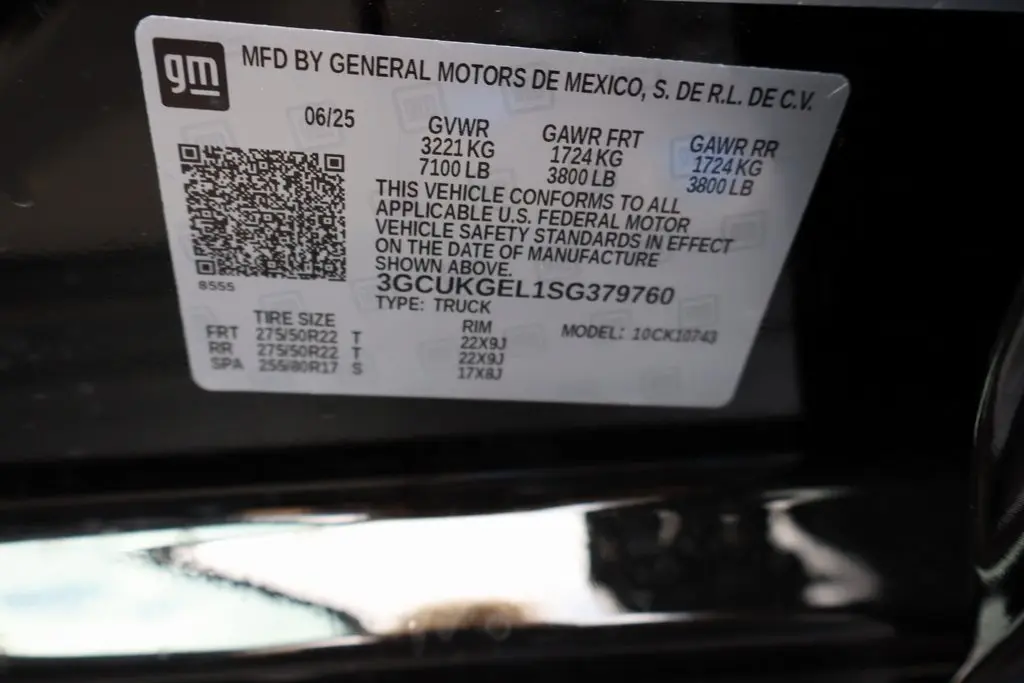 gm
MFD BY GENERAL MOTORS DE MEXICO, S. DE R.L. DE C.V.
06/25
GVWR GAWR FRT GAWR RR
3221 KG 1724 KG 1724 KG
7100 LB 3800 LB 3800 LB
THIS VEHICLE CONFORMS TO ALL
APPLICABLE U.S. FEDERAL MOTOR
VEHICLE SAFETY STANDARDS IN EFFECT
ON THE DATE OF MANUFACTURE
SHOWN ABOVE.
8555
3GCUKGEL1SG379760
TYPE: TRUCK
TIRE SIZE RIM MODEL: 10CK10743
FRT 275/50R22 T 22X9J
RR 275/50R22 T 22X9J
SPA 255/80R17 S 17X8J